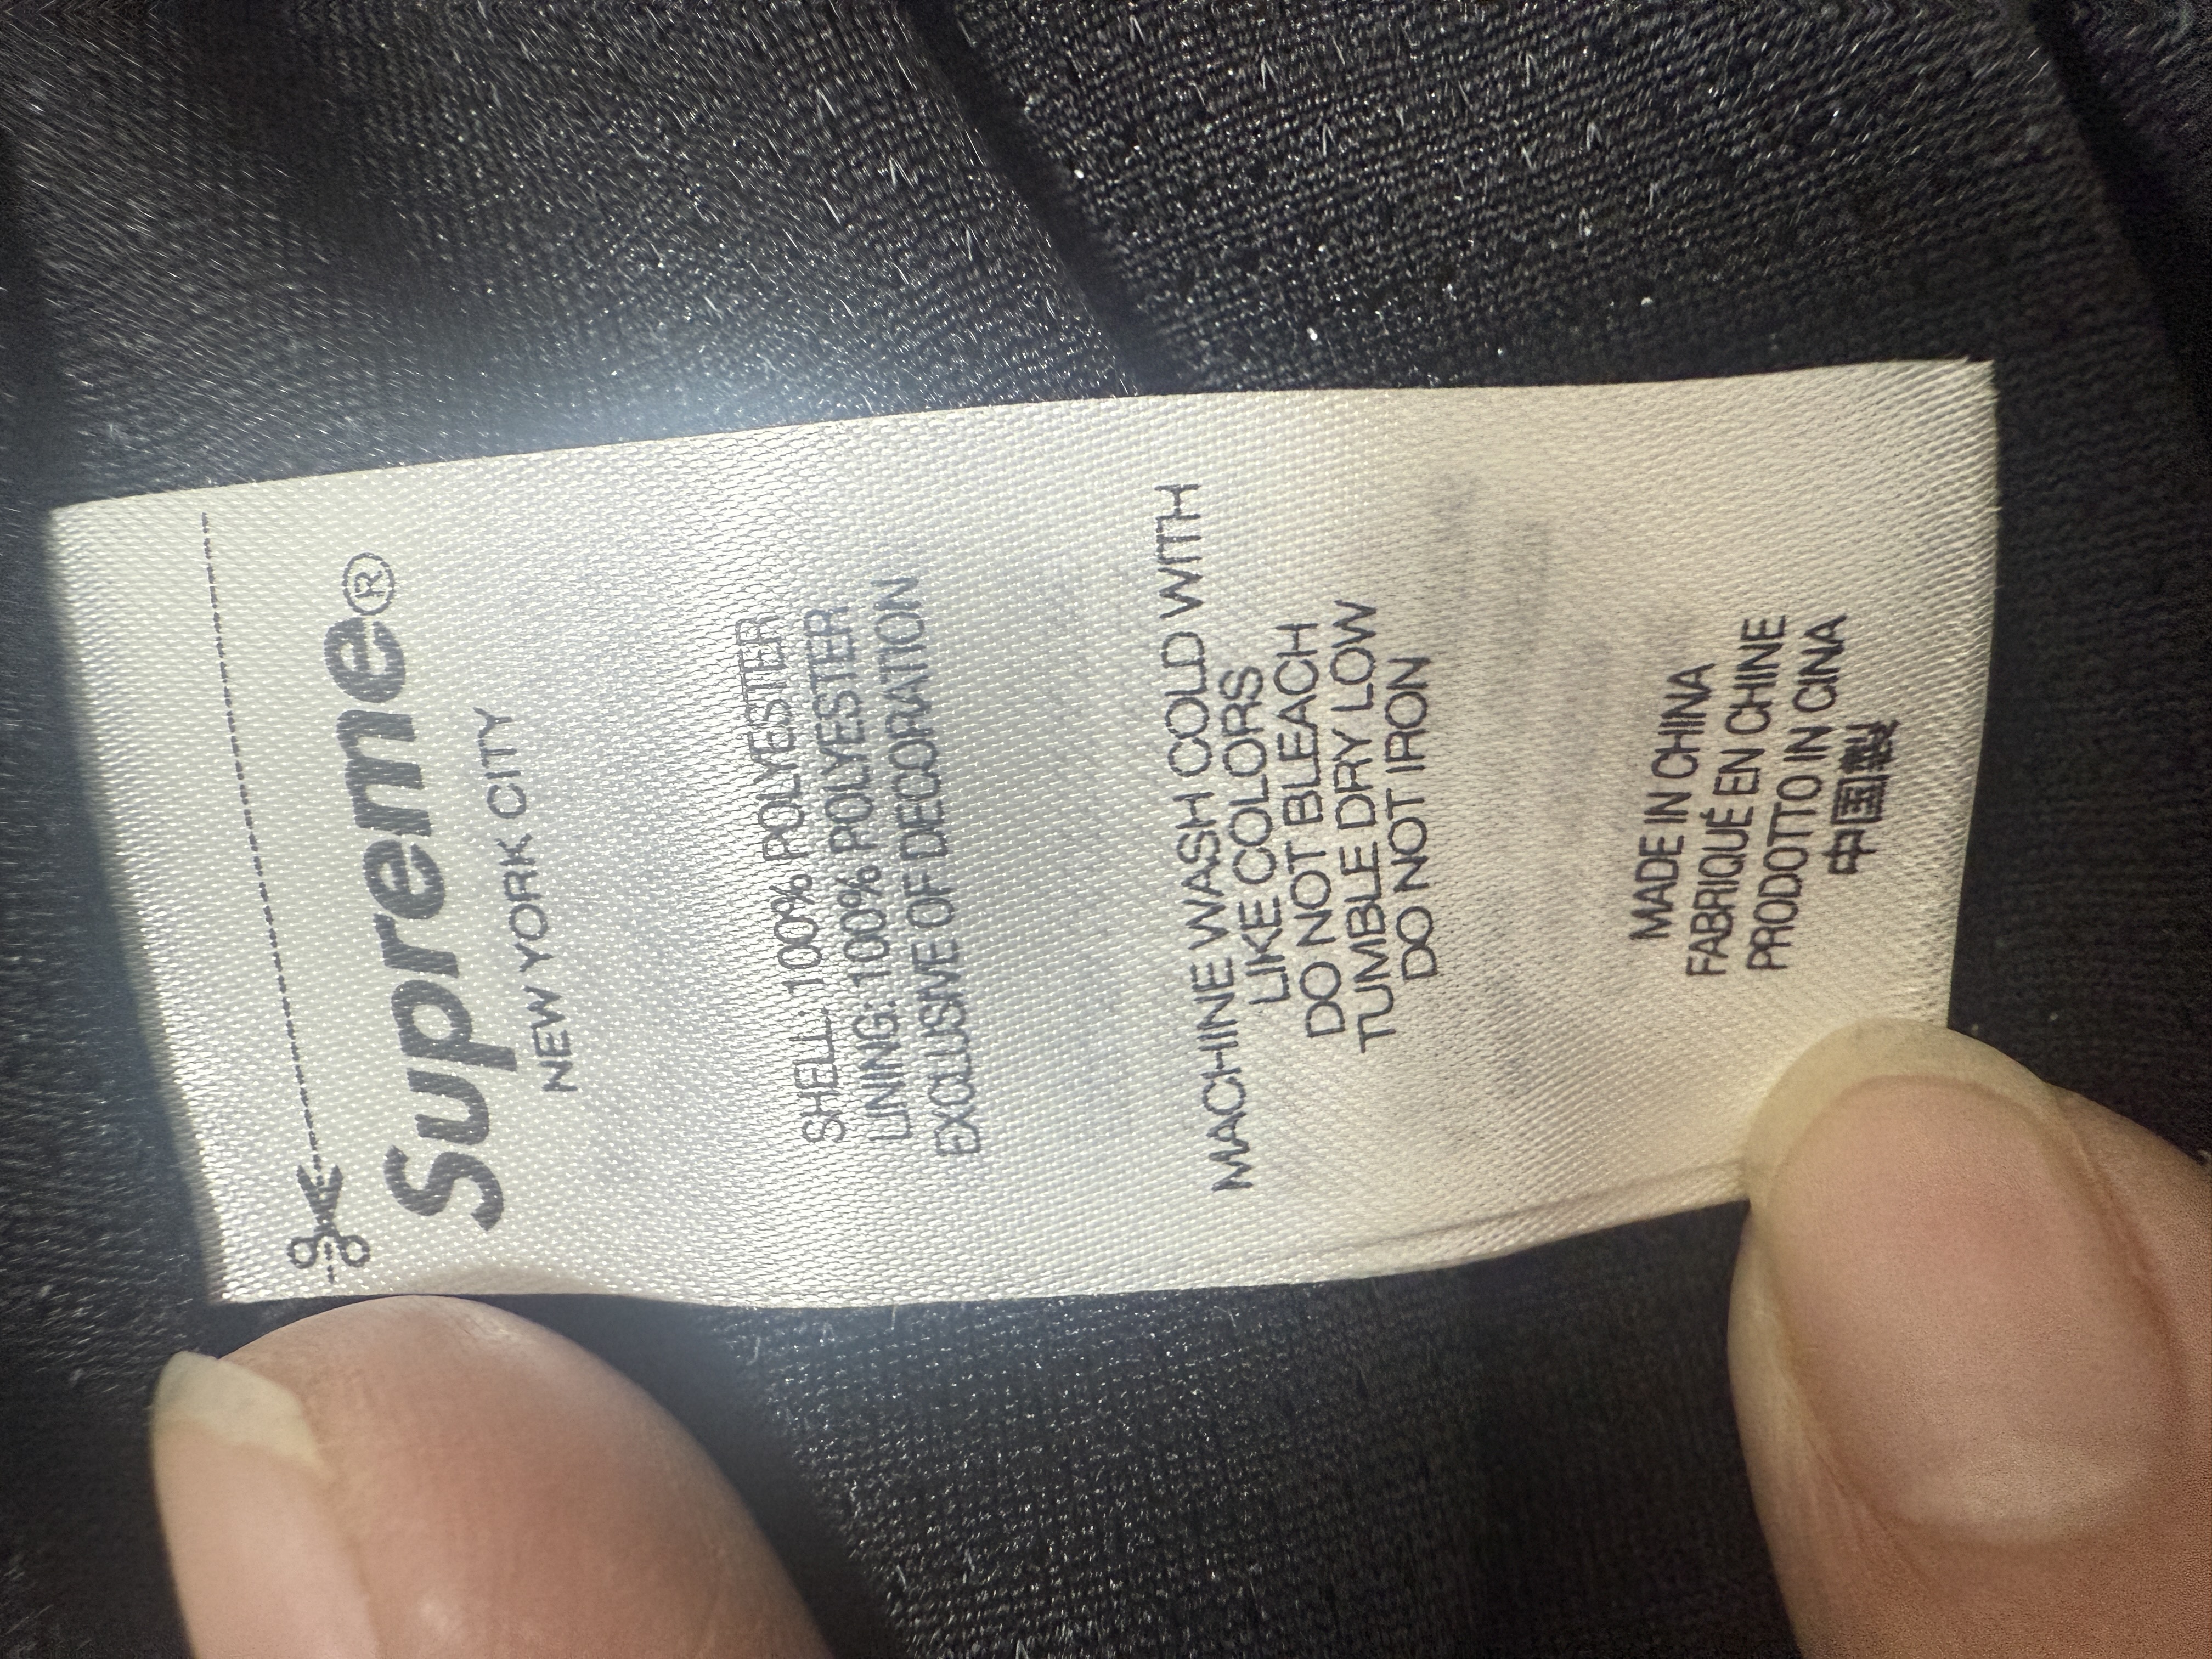 Supreme®
NEW YORK CITY
SHELL: 100% POLYESTER
LINING: 100% POLYESTER
EXCLUSIVE OF DECORATION
MACHINE WASH COLD WITH
LIKE COLORS
DO NOT BLEACH
TUMBLE DRY LOW
DO NOT IRON
MADE IN CHINA
FABRIQUÉ EN CHINE
PRODOTTO IN CINA
中国製